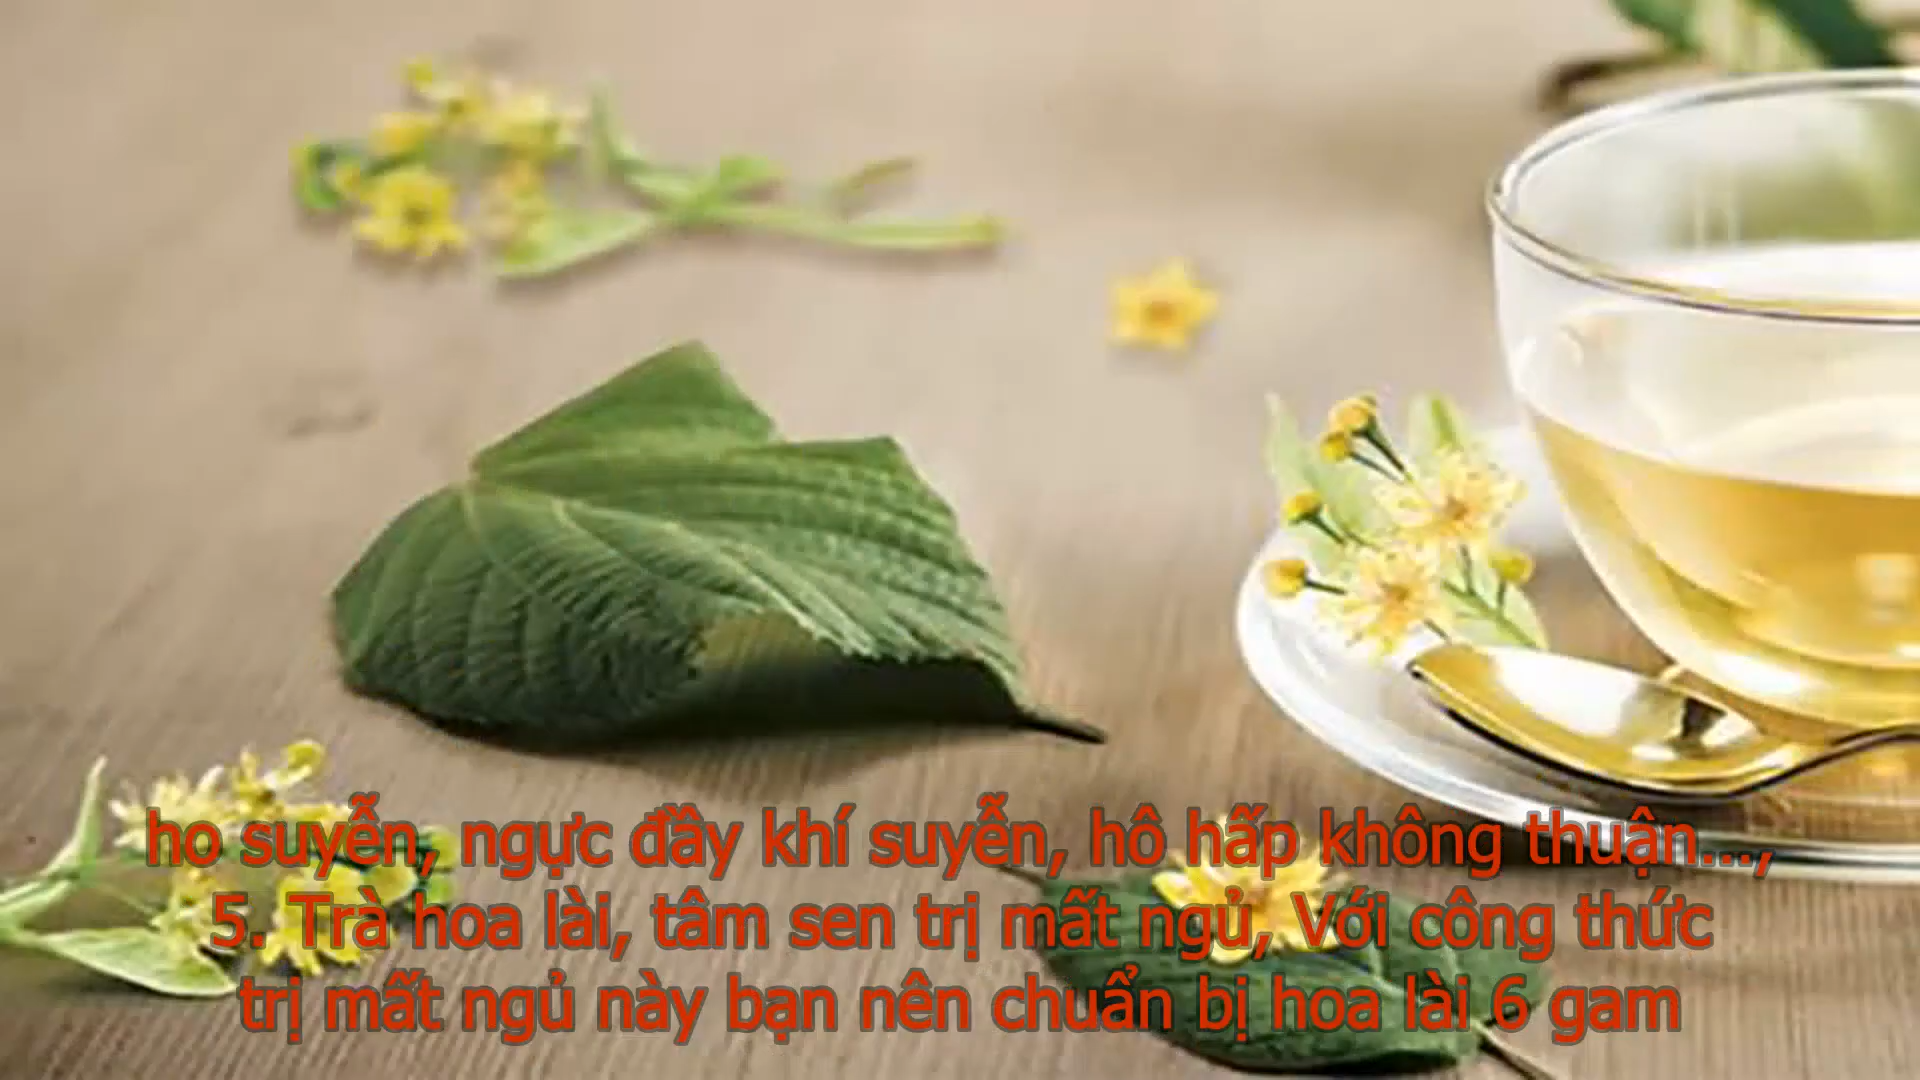 ho suyễn, ngực đầy khí suyễn, hô hấp không thuận...,
5. Trà hoa lài, tâm sen trị mất ngủ, Với công thức
trị mất ngủ này bạn nên chuẩn bị hoa lài 6 gam